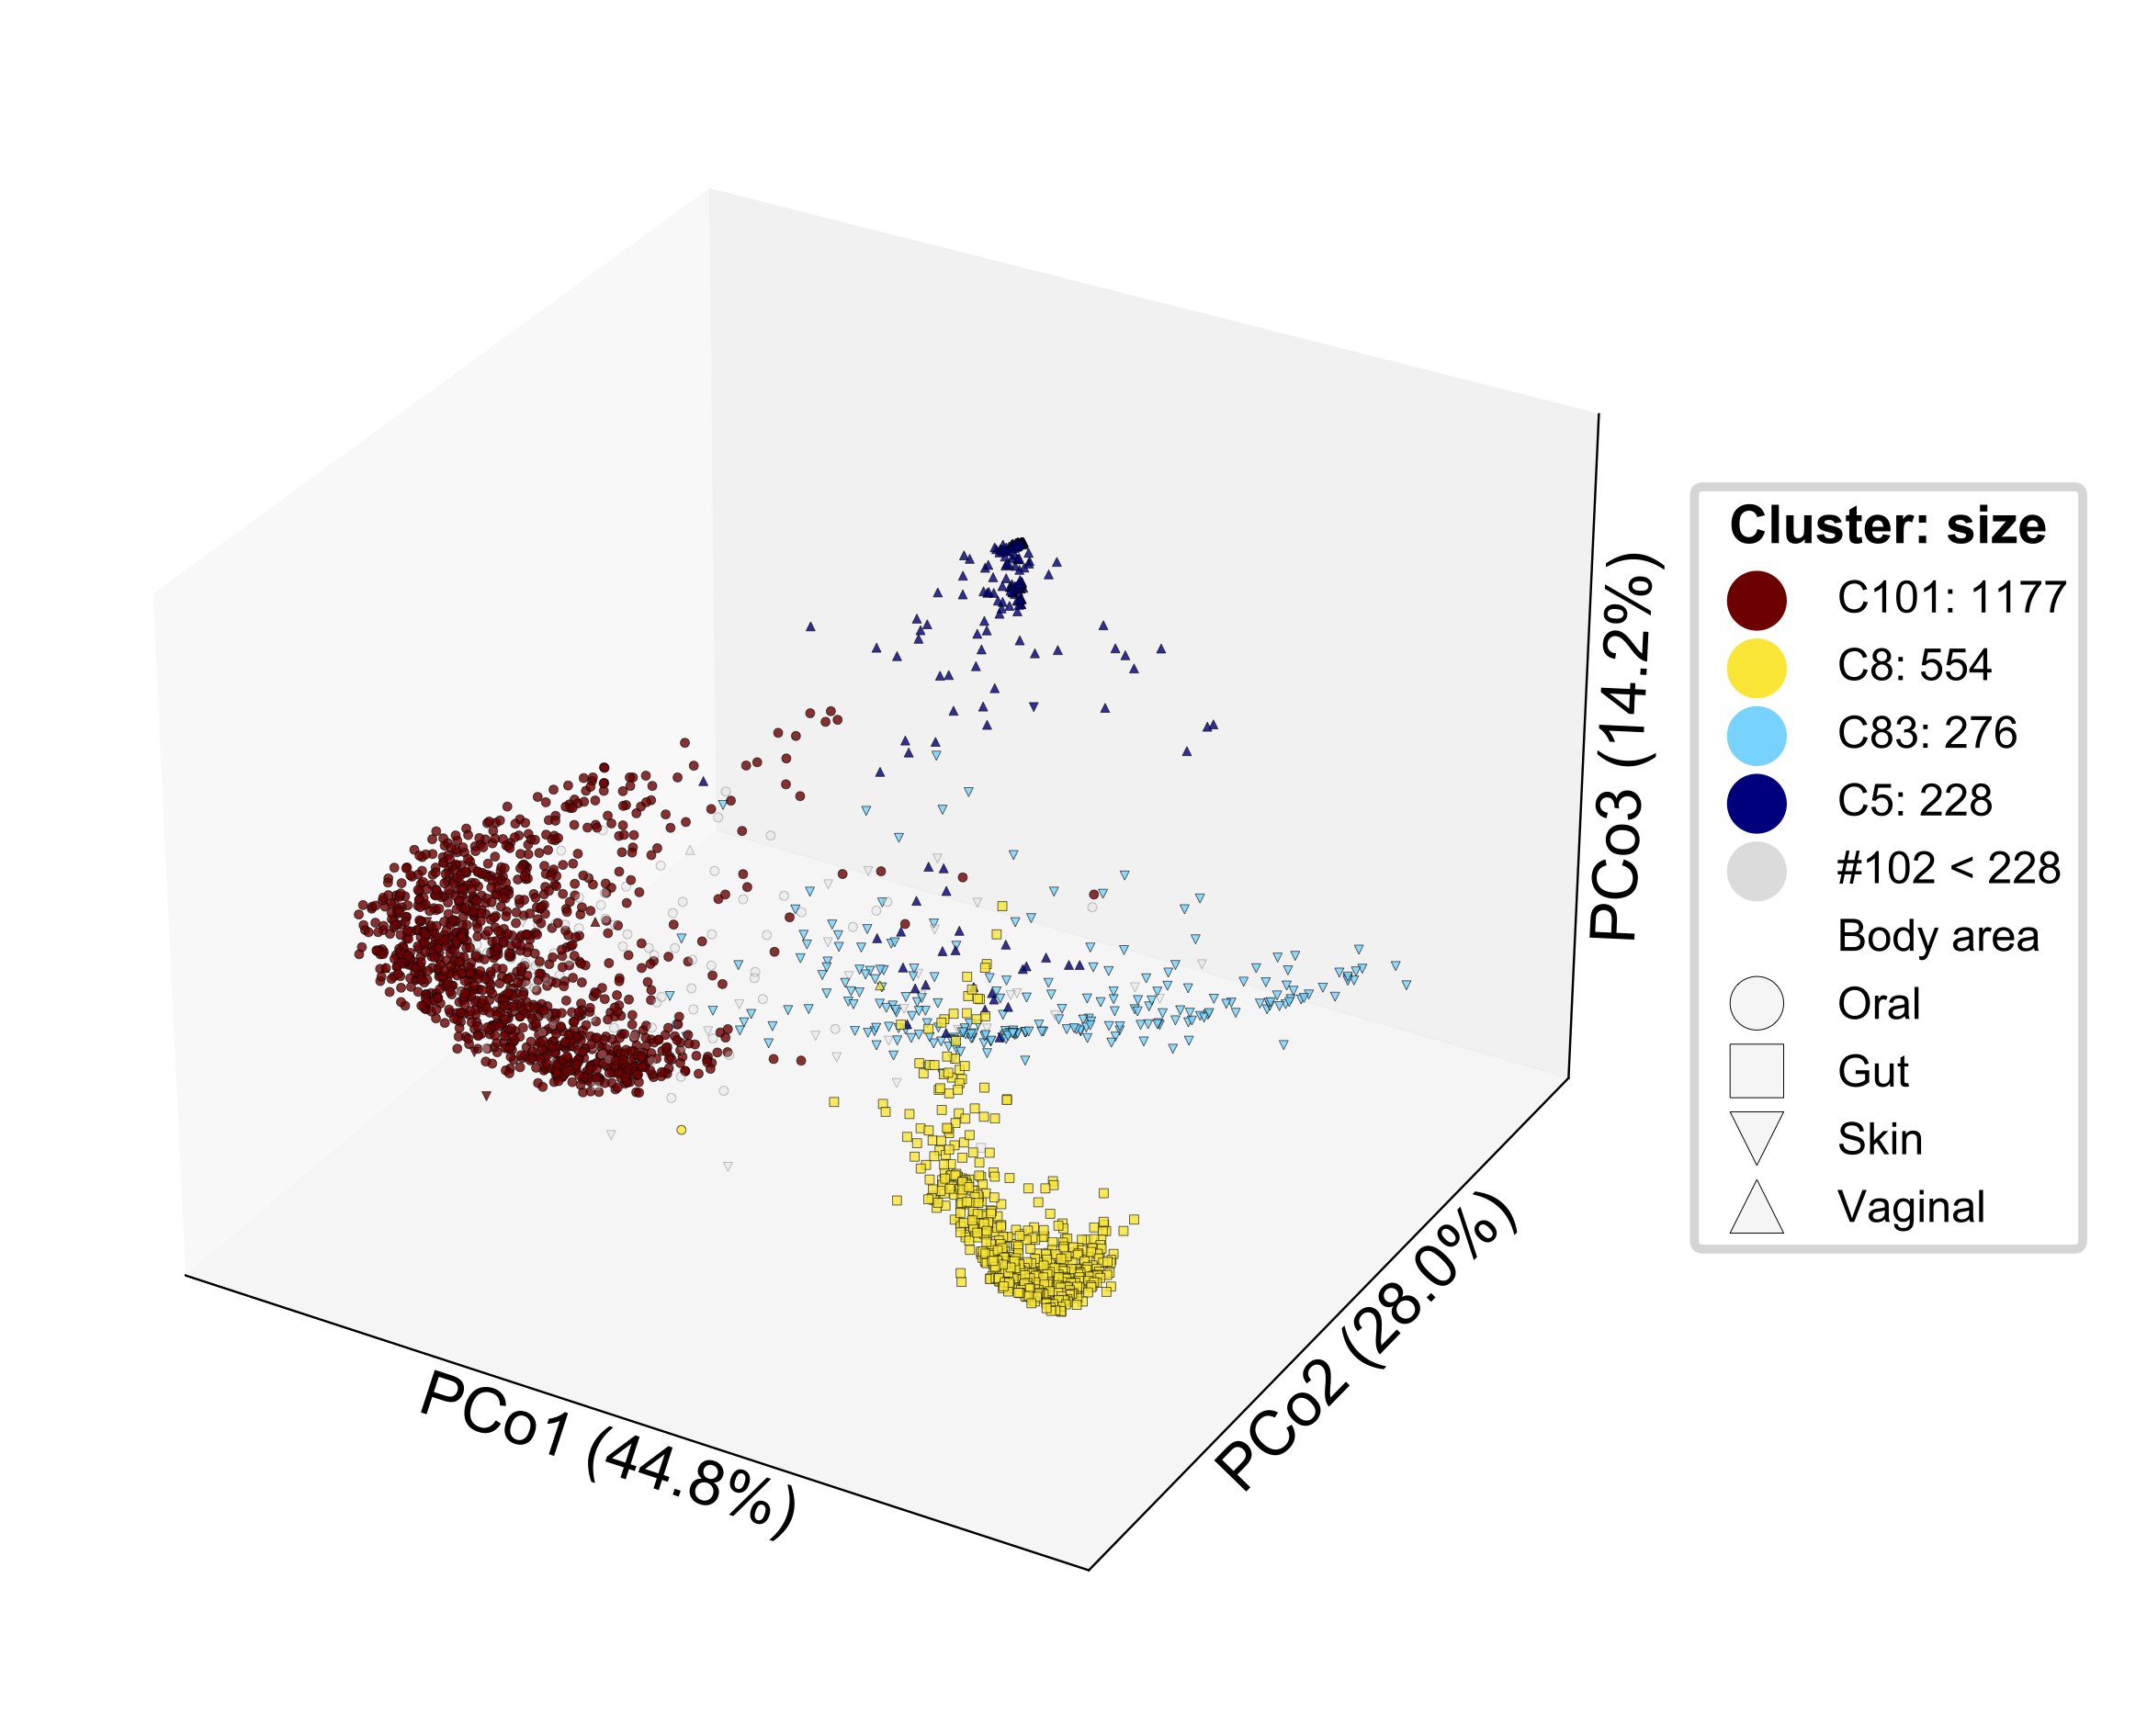 PCo1 (44.8%)
PCo2 (28.0%)
PCo3 (14.2%)
Cluster: size
C101: 1177
C8: 554
C83: 276
C5: 228
#102 < 228
Body area
Oral
Gut
Skin
Vaginal